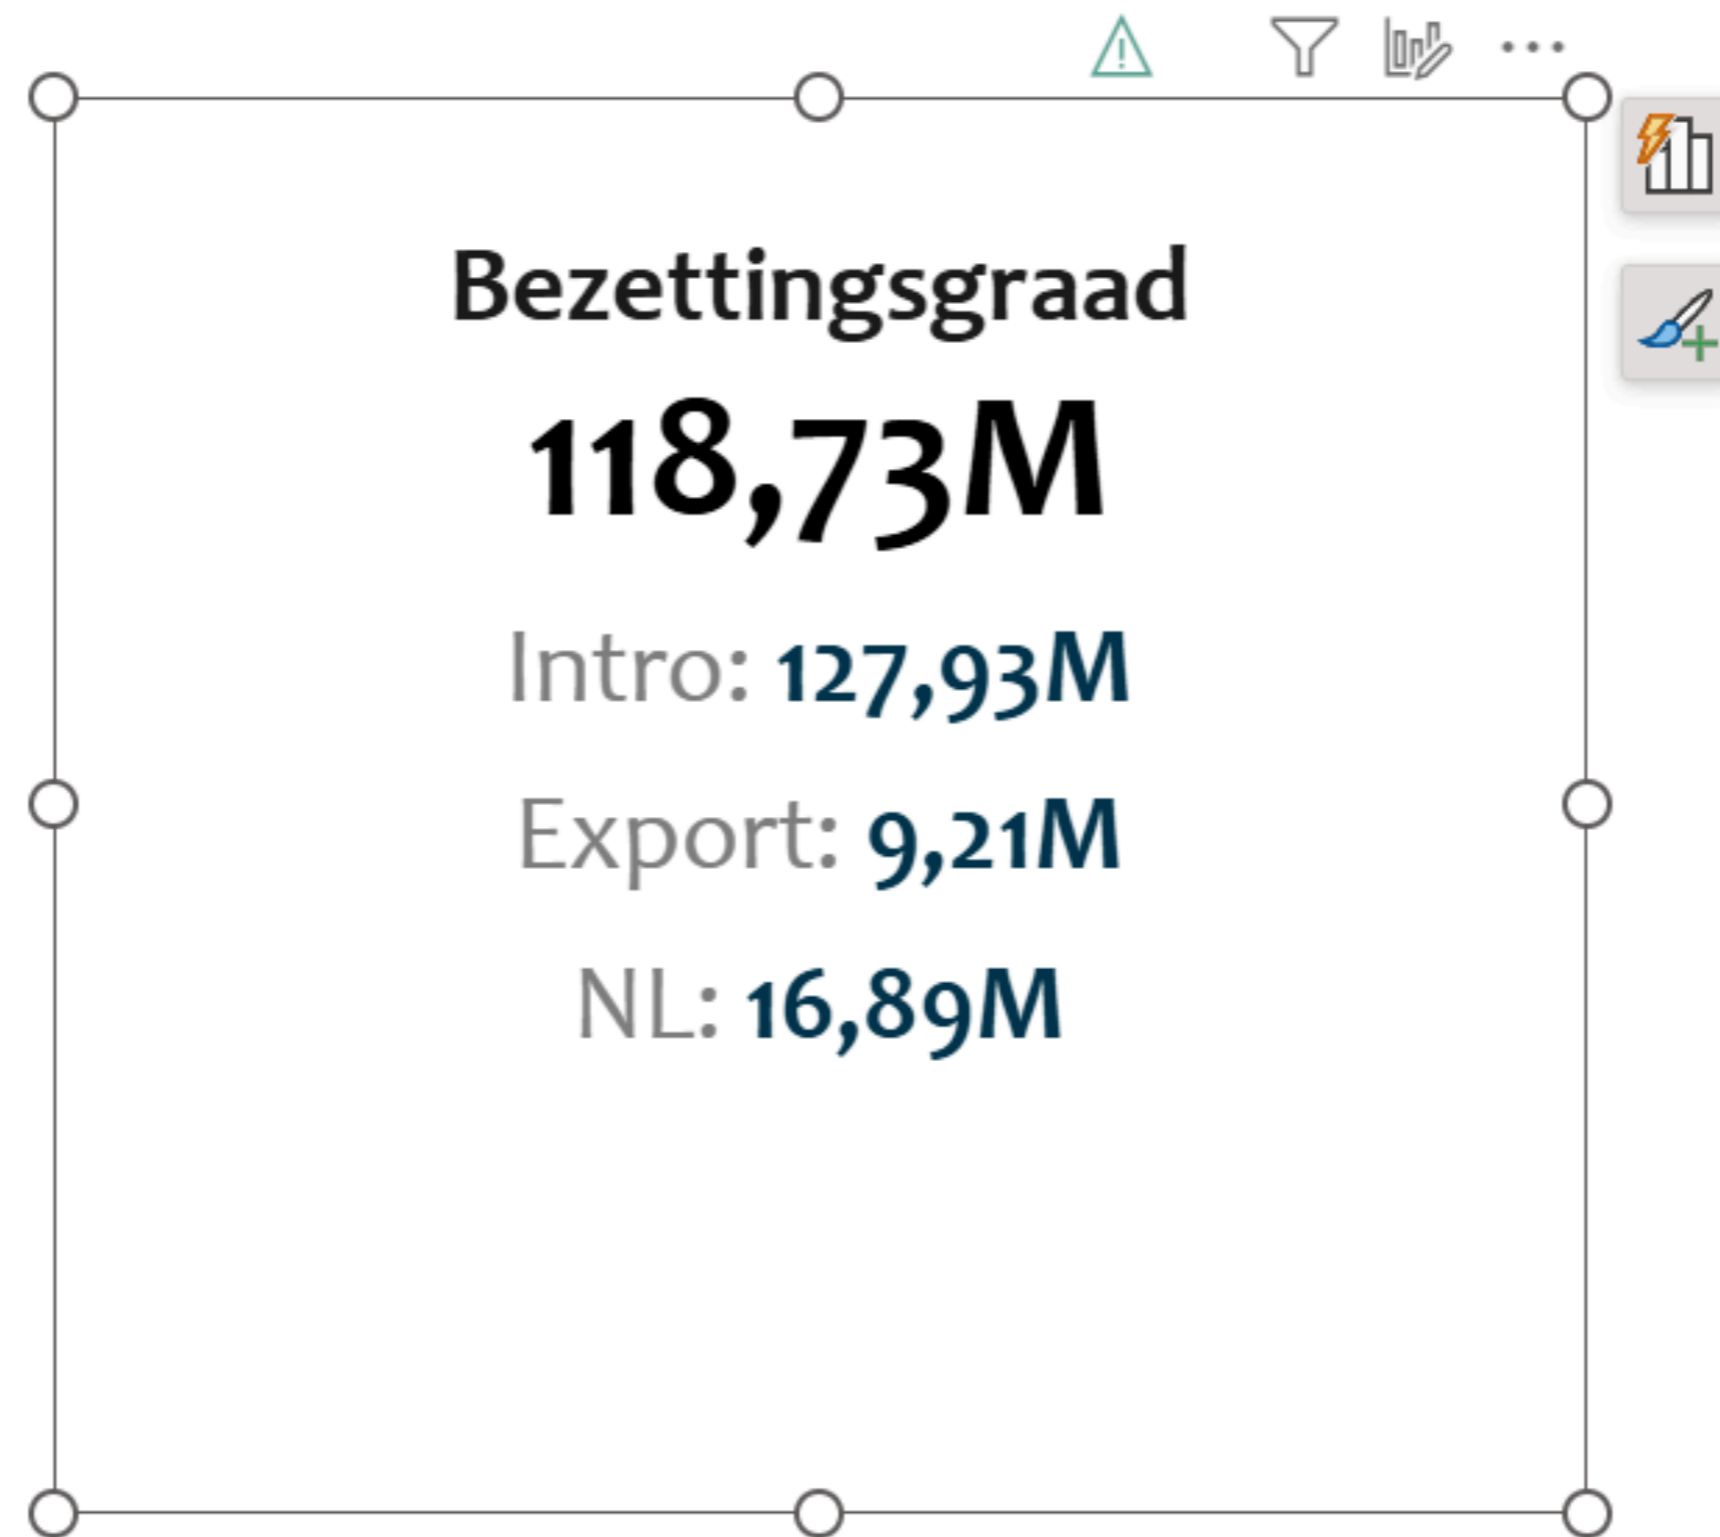 Bezettingsgraad
118,73M
Intro: 127,93M
Export: 9,21M
NL: 16,89M